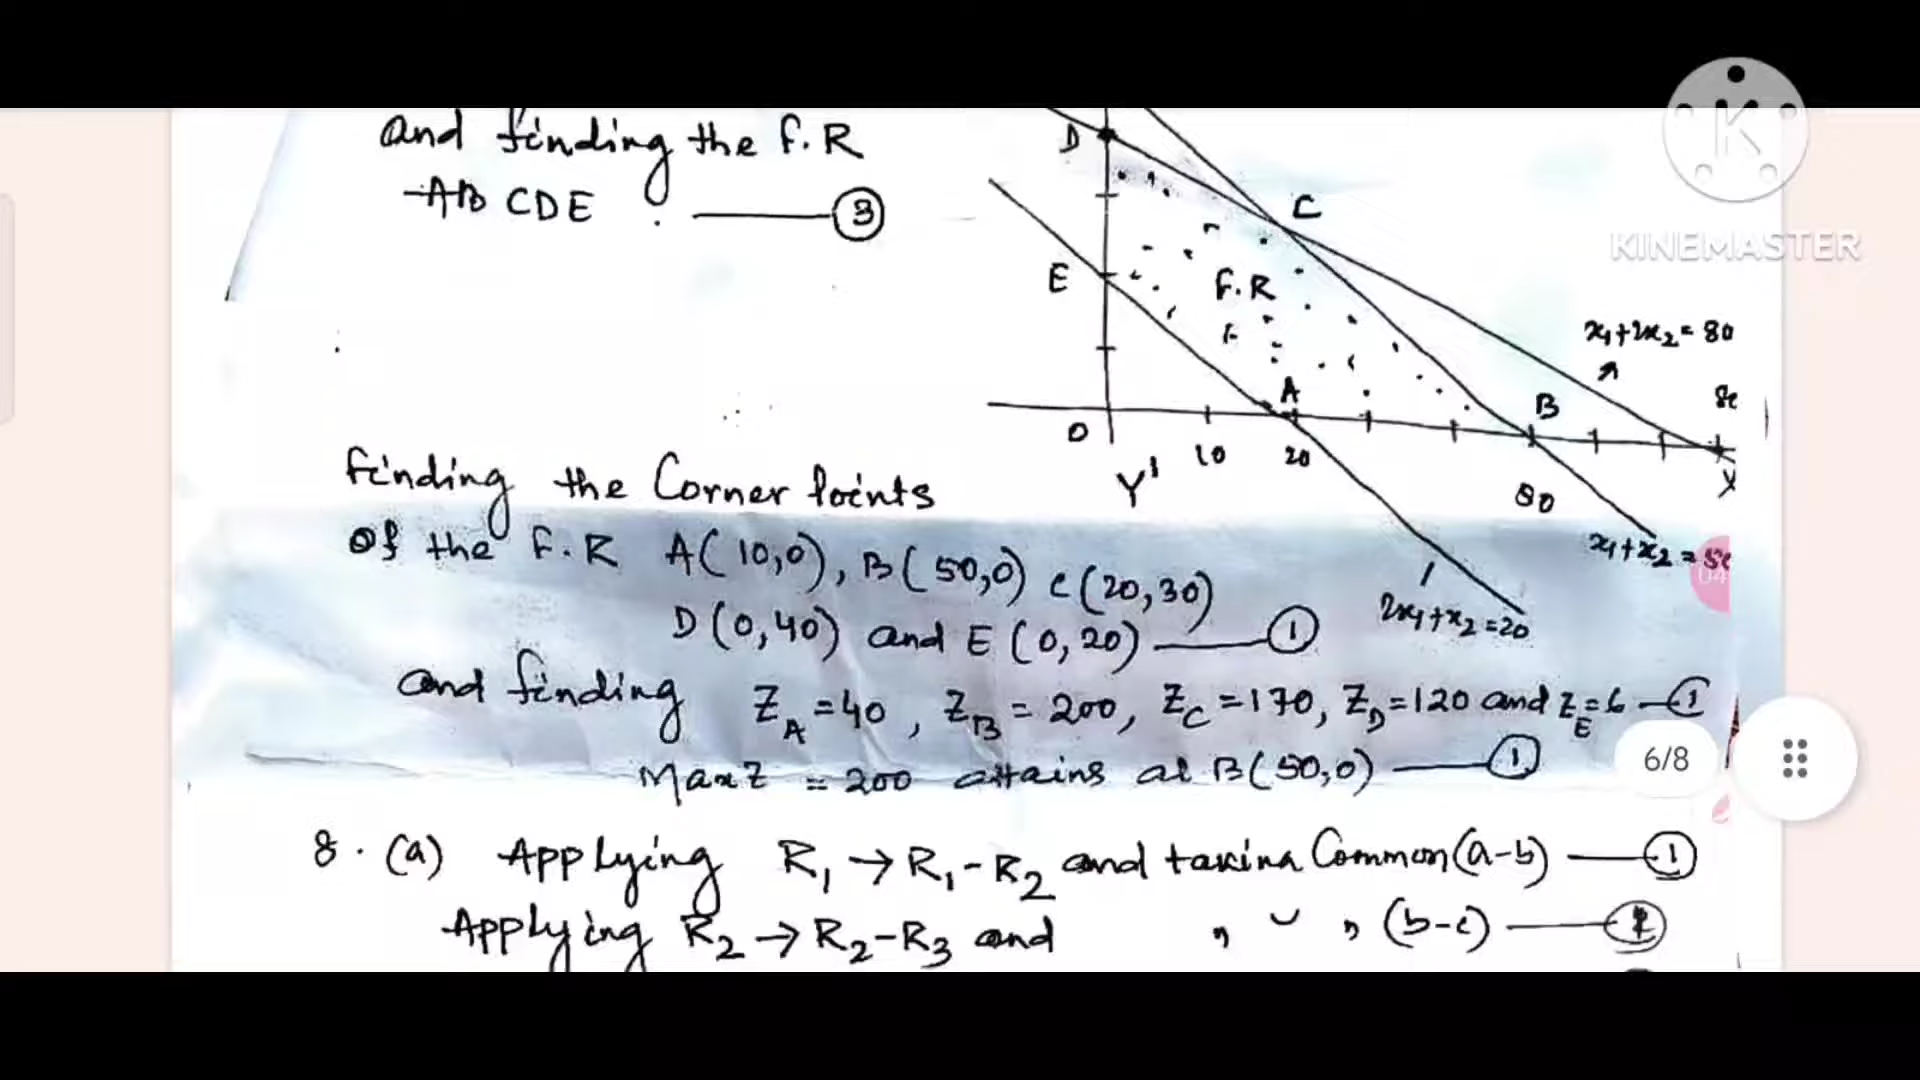 and finding the F.R
ABCDE . — ③
D
C
E
F.R
x₁+2x₂=80
A
B
O
10
20
Y'
80
x₁+x₂=
2x₁+x₂=20
finding the Corner Points
Of the F.R A(10,0), B(50,0) C(20,30)
D(0,40) and E(0,20) — ①
and finding Z_A=40, Z_B=200, Z_C=170, Z_D=120 and Z_E=6 — ①
Max Z = 200 attains at B(50,0) — ①
8. (a) Applying R₁→R₁-R₂ and taking Common(a-b) — ①
Applying R₂→R₂-R₃ and " " " (b-c) —
K
KINEMASTER
6/8